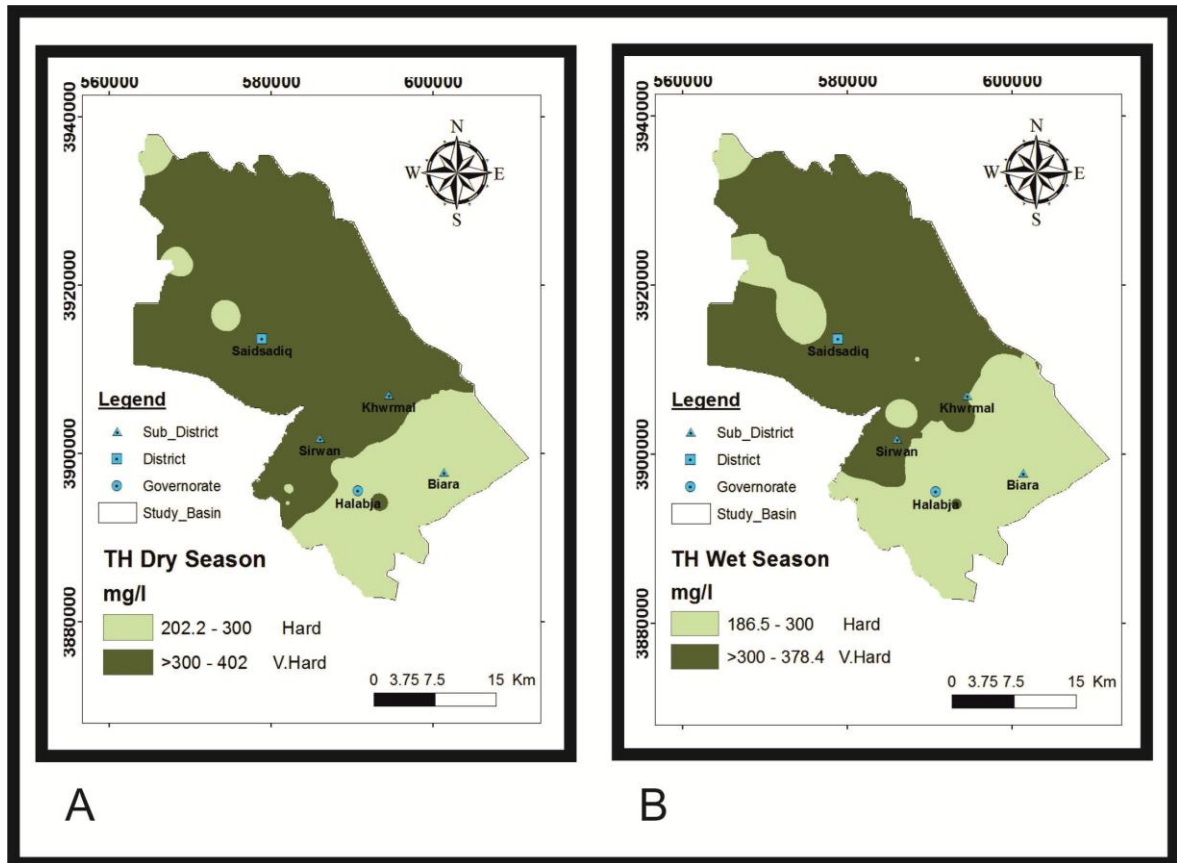 560000 580000 600000
3940000
3920000
3900000
3880000
N
W E
S
Saidsadiq
Khwrmal
Sirwan
Biara
Halabja
Legend
Sub_District
District
Governorate
Study_Basin
TH Dry Season
mg/l
202.2 - 300 Hard
>300 - 402 V.Hard
0 3.75 7.5 15 Km
A
560000 580000 600000
3940000
3920000
3900000
3880000
N
W E
S
Saidsadiq
Khwrmal
Sirwan
Biara
Halabja
Legend
Sub_District
District
Governorate
Study_Basin
TH Wet Season
mg/l
186.5 - 300 Hard
>300 - 378.4 V.Hard
0 3.75 7.5 15 Km
B